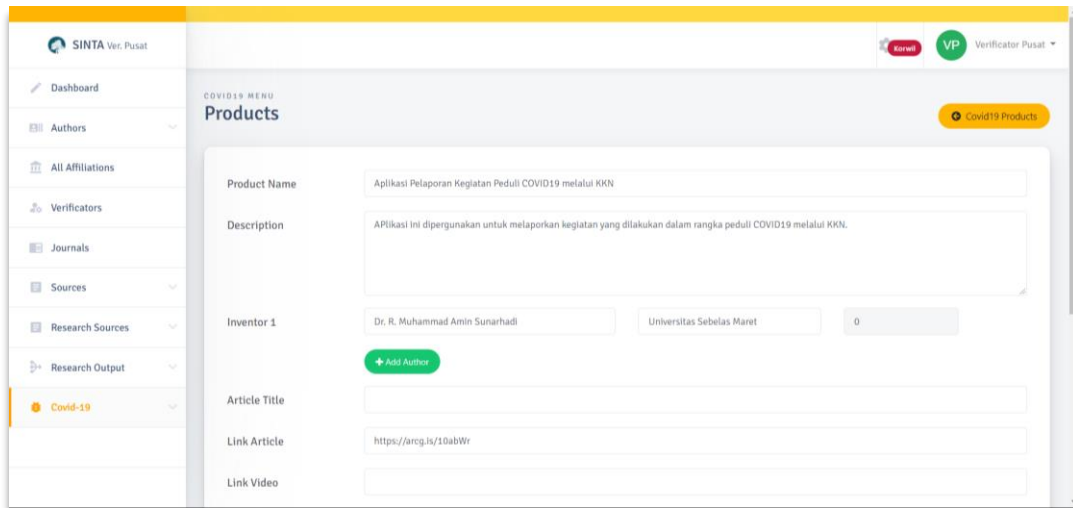 SINTA Ver. Pusat
Korwil
VP
Verificator Pusat
Dashboard
Authors
All Affiliations
Verificators
Journals
Sources
Research Sources
Research Output
Covid-19
COVID19 MENU
Products
Covid19 Products
Product Name
Aplikasi Pelaporan Kegiatan Peduli COVID19 melalui KKN
Description
APlikasi ini dipergunakan untuk melaporkan kegiatan yang dilakukan dalam rangka peduli COVID19 melalui KKN.
Inventor 1
Dr. R. Muhammad Amin Sunarhadi
Universitas Sebelas Maret
0
+ Add Author
Article Title
Link Article
https://arcg.is/10abWr
Link Video